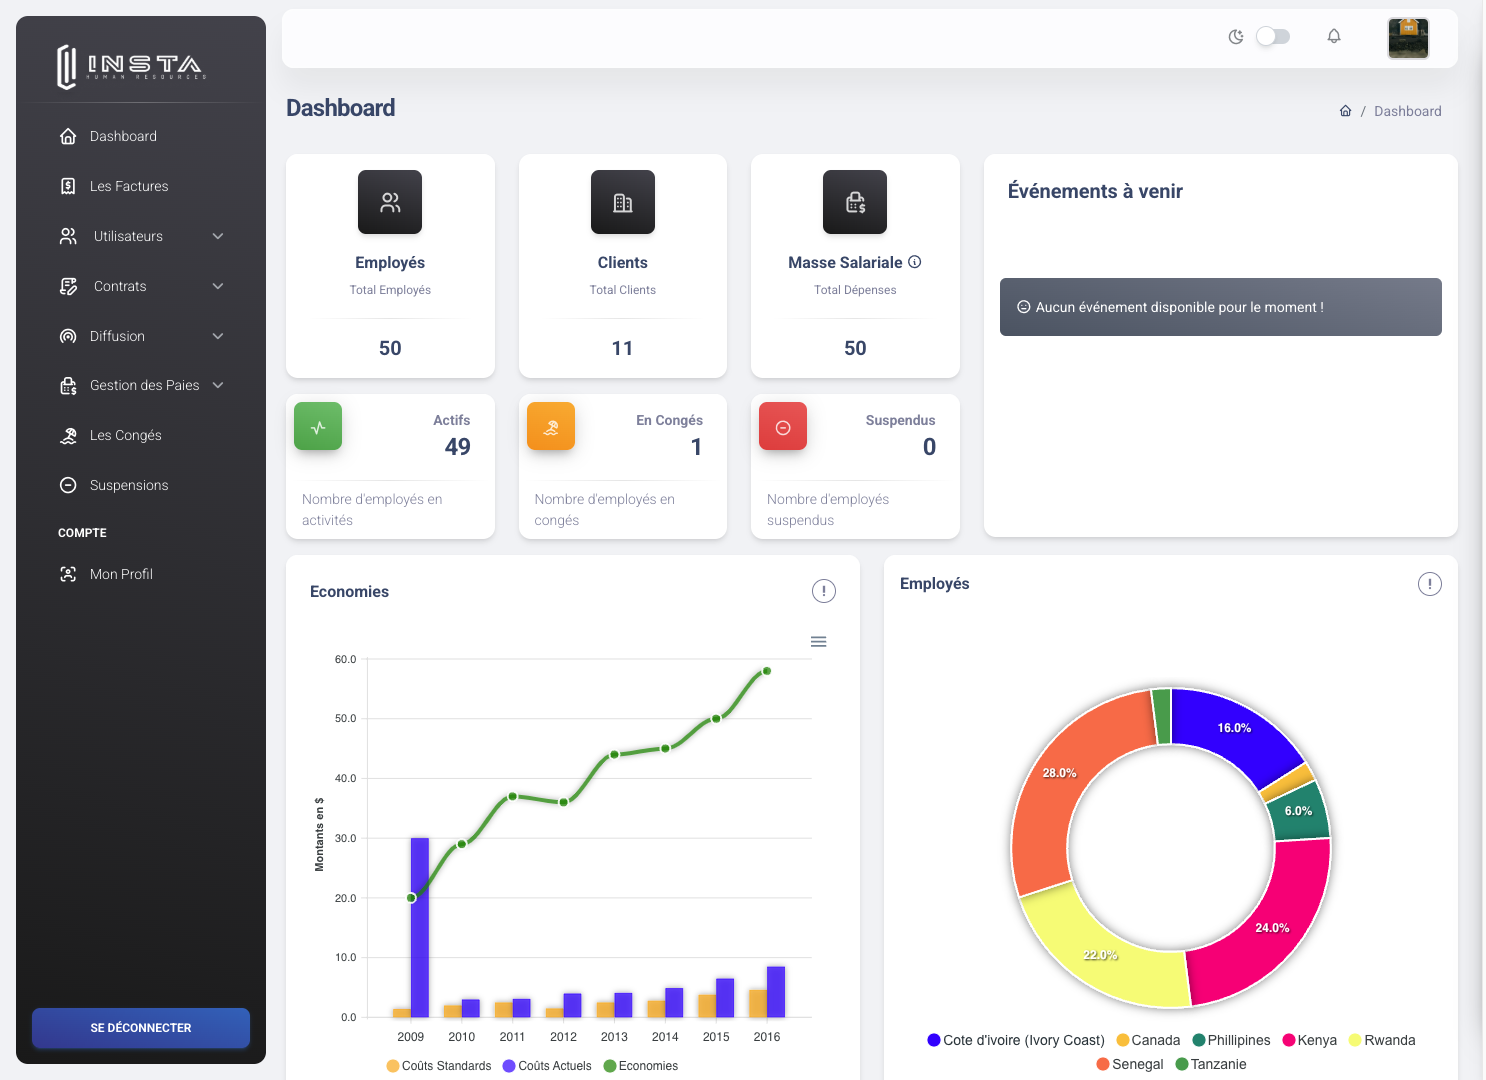 INSTA
HUMAN RESOURCES
Dashboard
Les Factures
Utilisateurs
Contrats
Diffusion
Gestion des Paies
Les Congés
Suspensions
COMPTE
Mon Profil
SE DÉCONNECTER
Dashboard
/ Dashboard
Employés
Total Employés
50
Clients
Total Clients
11
Masse Salariale
Total Dépenses
50
Événements à venir
Aucun événement disponible pour le moment !
Actifs
49
Nombre d'employés en
activités
En Congés
1
Nombre d'employés en
congés
Suspendus
0
Nombre d'employés
suspendus
Economies
Montants en $
60.0
50.0
40.0
30.0
20.0
10.0
0.0
2009 2010 2011 2012 2013 2014 2015 2016
Coûts Standards Coûts Actuels Economies
Employés
16.0%
6.0%
24.0%
22.0%
28.0%
Cote d'ivoire (Ivory Coast) Canada Phillipines Kenya Rwanda
Senegal Tanzanie